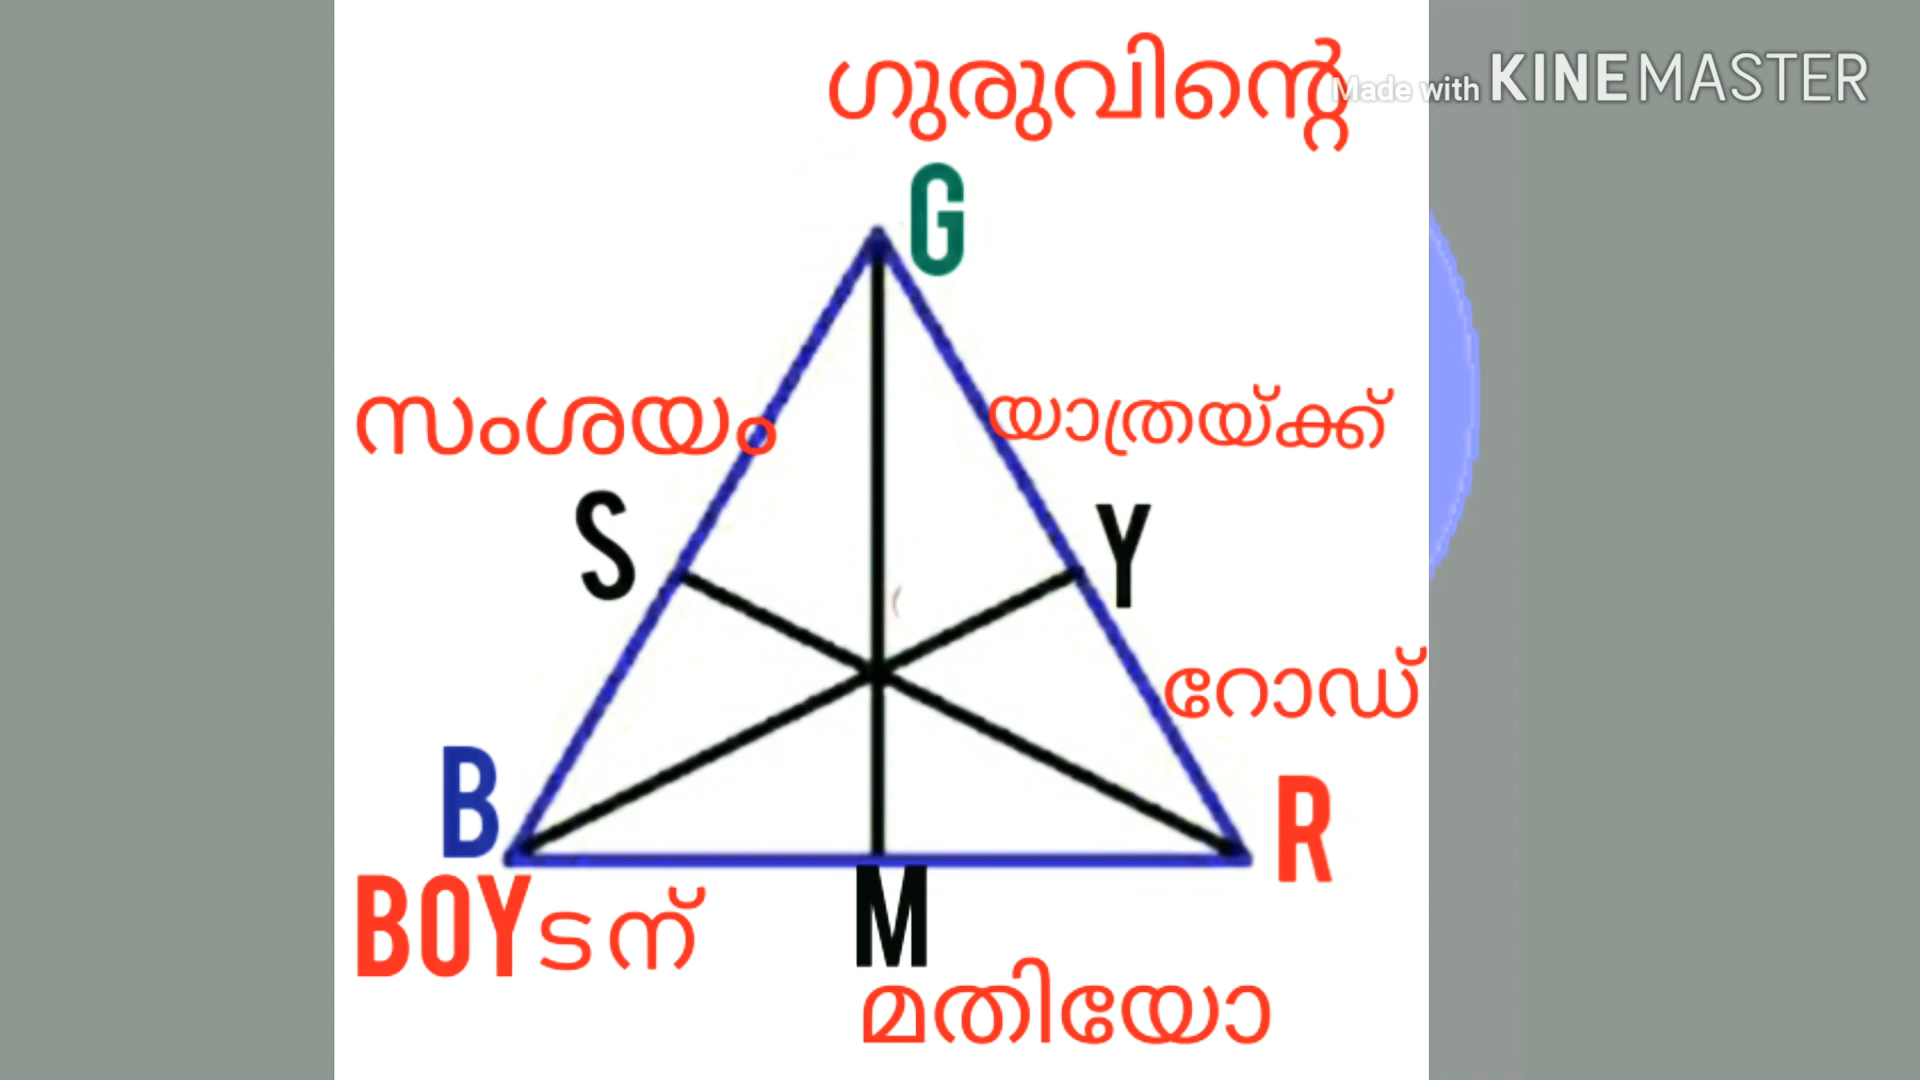 ഗുരുവിന്റെ
Made with KINEMASTER
G
സംശയം
യാത്രയ്ക്ക്
S
Y
റോഡ്
B
R
BOYടന്
M
മതിയോ